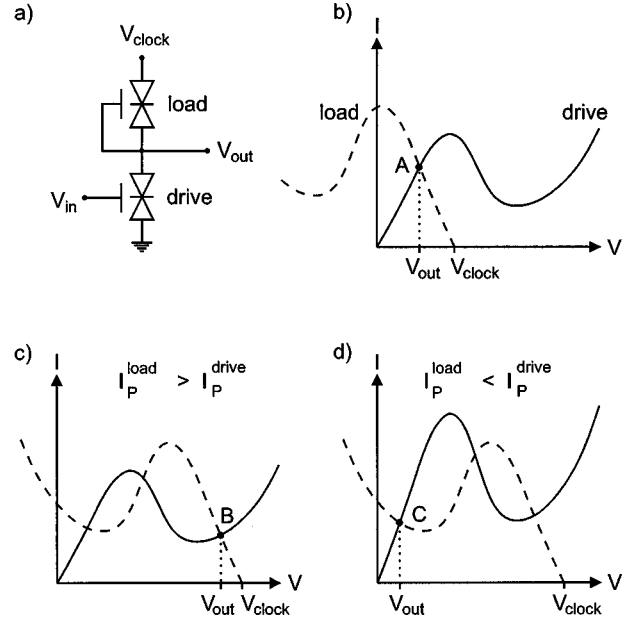 a)
V_clock
load
V_out
V_in
drive
b)
I
load
drive
A
V
V_out V_clock
c)
I
I_P^load > I_P^drive
B
V
V_out V_clock
d)
I
I_P^load < I_P^drive
C
V
V_out V_clock